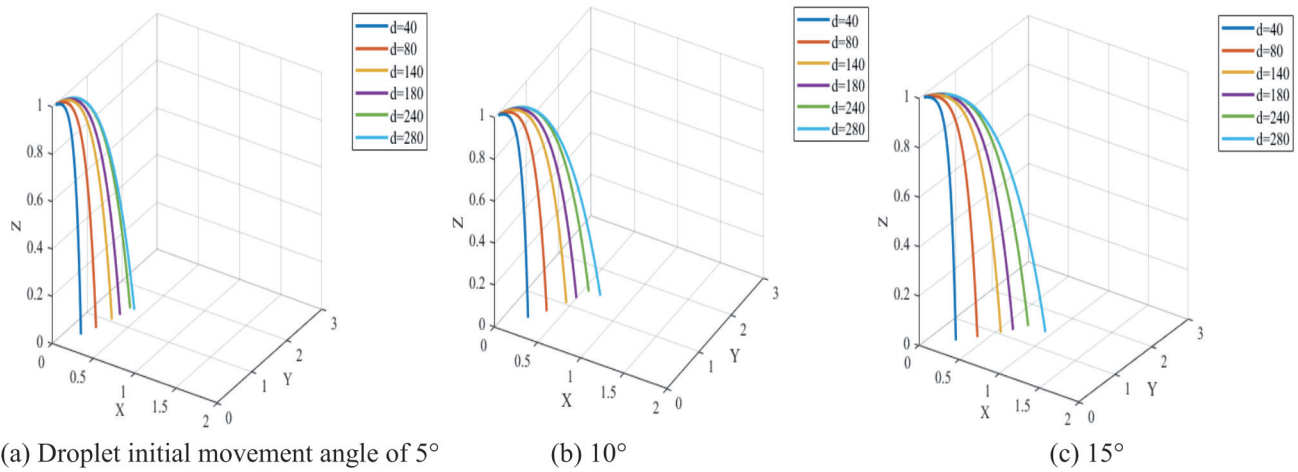 d=40
d=80
d=140
d=180
d=240
d=280
1
0.8
0.6
0.4
0.2
0
Z
0
0.5
1
1.5
2
X
0
1
2
3
Y
(a) Droplet initial movement angle of 5°
d=40
d=80
d=140
d=180
d=240
d=280
1
0.8
0.6
0.4
0.2
0
Z
0
0.5
1
1.5
2
X
0
1
2
3
Y
(b) 10°
d=40
d=80
d=140
d=180
d=240
d=280
1
0.8
0.6
0.4
0.2
0
Z
0
0.5
1
1.5
2
X
0
1
2
3
Y
(c) 15°